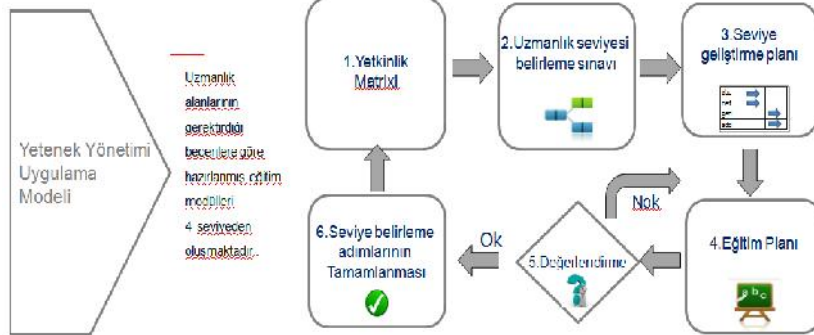 Yetenek Yönetimi
Uygulama
Modeli
Uzmanlık
alanlarının
gerektirdiği
becerilere göre
hazırlanmış eğitim
modülleri
4 seviyeden
oluşmaktadır..
1.Yetkinlik
Matrixi
2.Uzmanlık seviyesi
belirleme sınavı
3.Seviye
geliştirme planı
4.Eğitim Planı
abc
5.Değerlendirme
Nok
Ok
6.Seviye belirleme
adımlarının
Tamamlanması